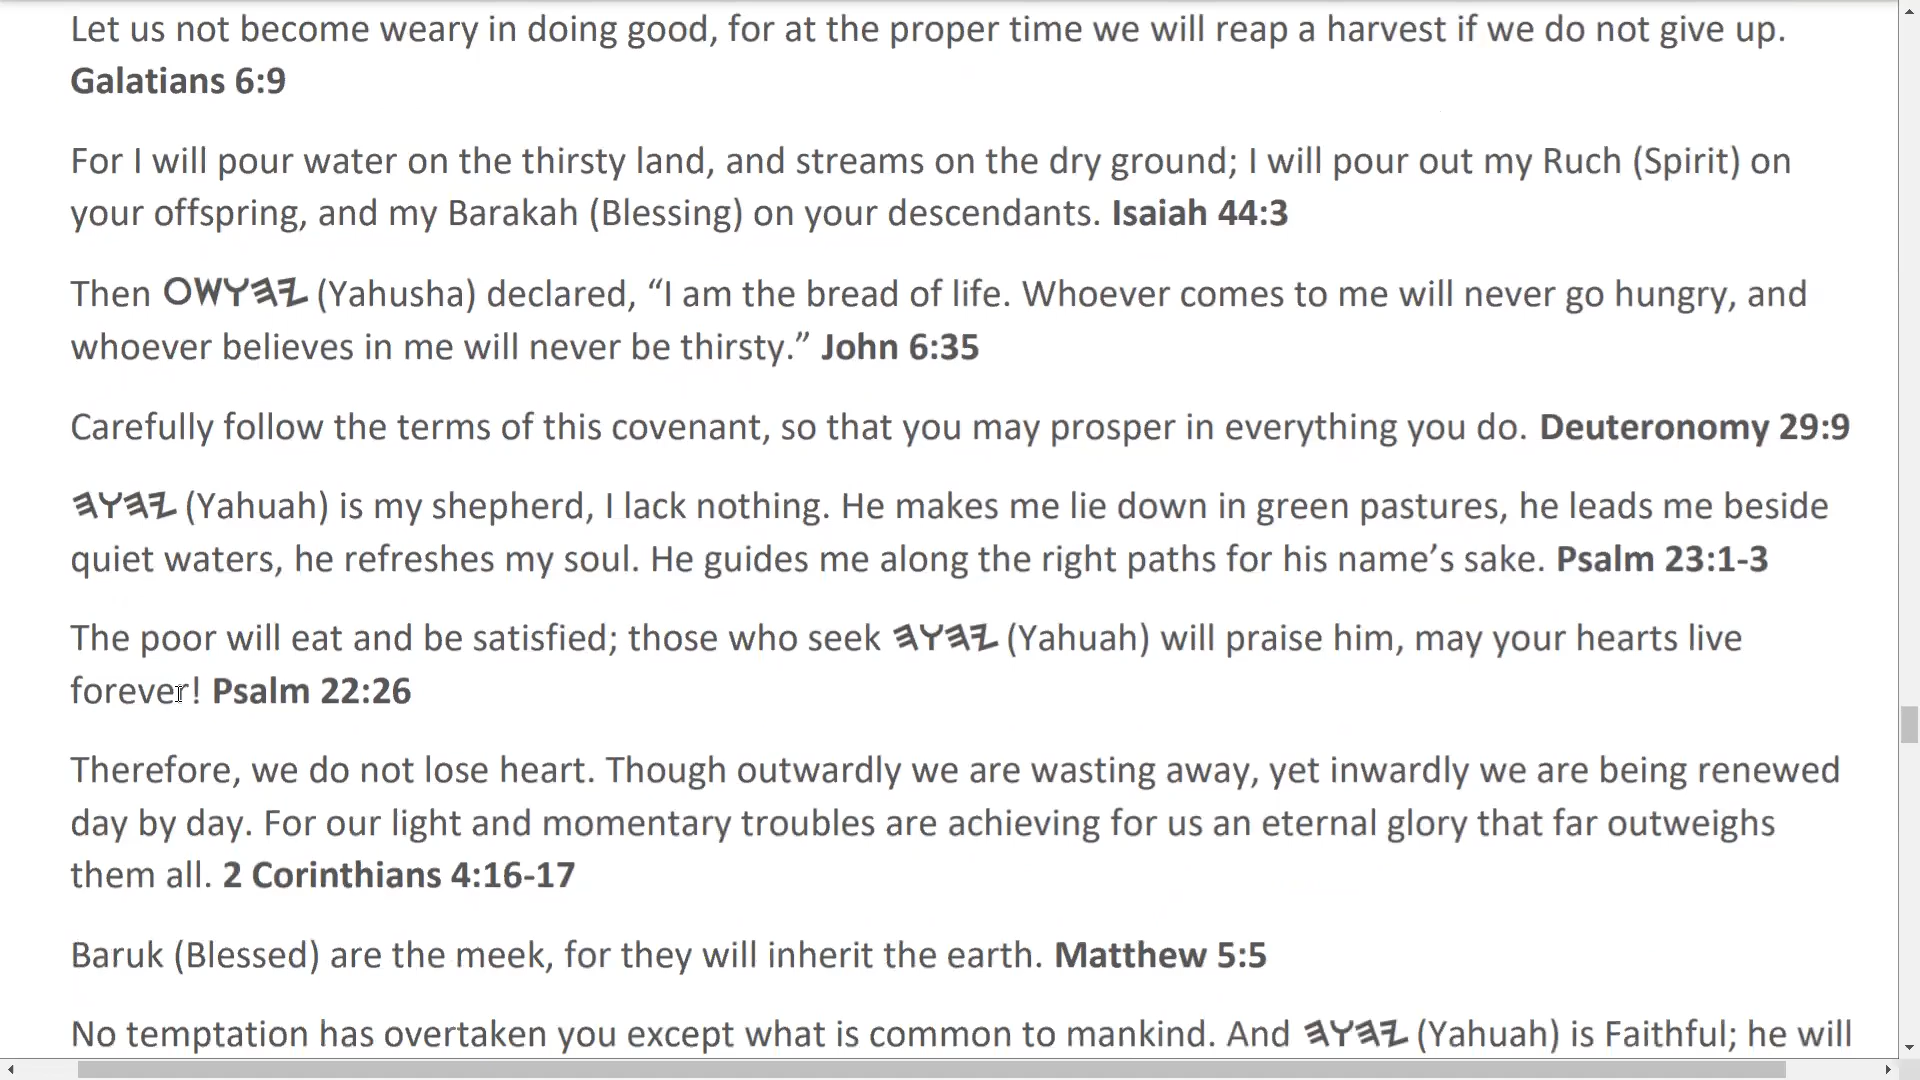 Let us not become weary in doing good, for at the proper time we will reap a harvest if we do not give up.
Galatians 6:9
For I will pour water on the thirsty land, and streams on the dry ground; I will pour out my Ruch (Spirit) on
your offspring, and my Barakah (Blessing) on your descendants. Isaiah 44:3
Then 𐤏𐤔𐤅𐤄𐤉 (Yahusha) declared, “I am the bread of life. Whoever comes to me will never go hungry, and
whoever believes in me will never be thirsty.” John 6:35
Carefully follow the terms of this covenant, so that you may prosper in everything you do. Deuteronomy 29:9
𐤉𐤄𐤅𐤄 (Yahuah) is my shepherd, I lack nothing. He makes me lie down in green pastures, he leads me beside
quiet waters, he refreshes my soul. He guides me along the right paths for his name’s sake. Psalm 23:1-3
The poor will eat and be satisfied; those who seek 𐤉𐤄𐤅𐤄 (Yahuah) will praise him, may your hearts live
forever! Psalm 22:26
Therefore, we do not lose heart. Though outwardly we are wasting away, yet inwardly we are being renewed
day by day. For our light and momentary troubles are achieving for us an eternal glory that far outweighs
them all. 2 Corinthians 4:16-17
Baruk (Blessed) are the meek, for they will inherit the earth. Matthew 5:5
No temptation has overtaken you except what is common to mankind. And 𐤉𐤄𐤅𐤄 (Yahuah) is Faithful; he will